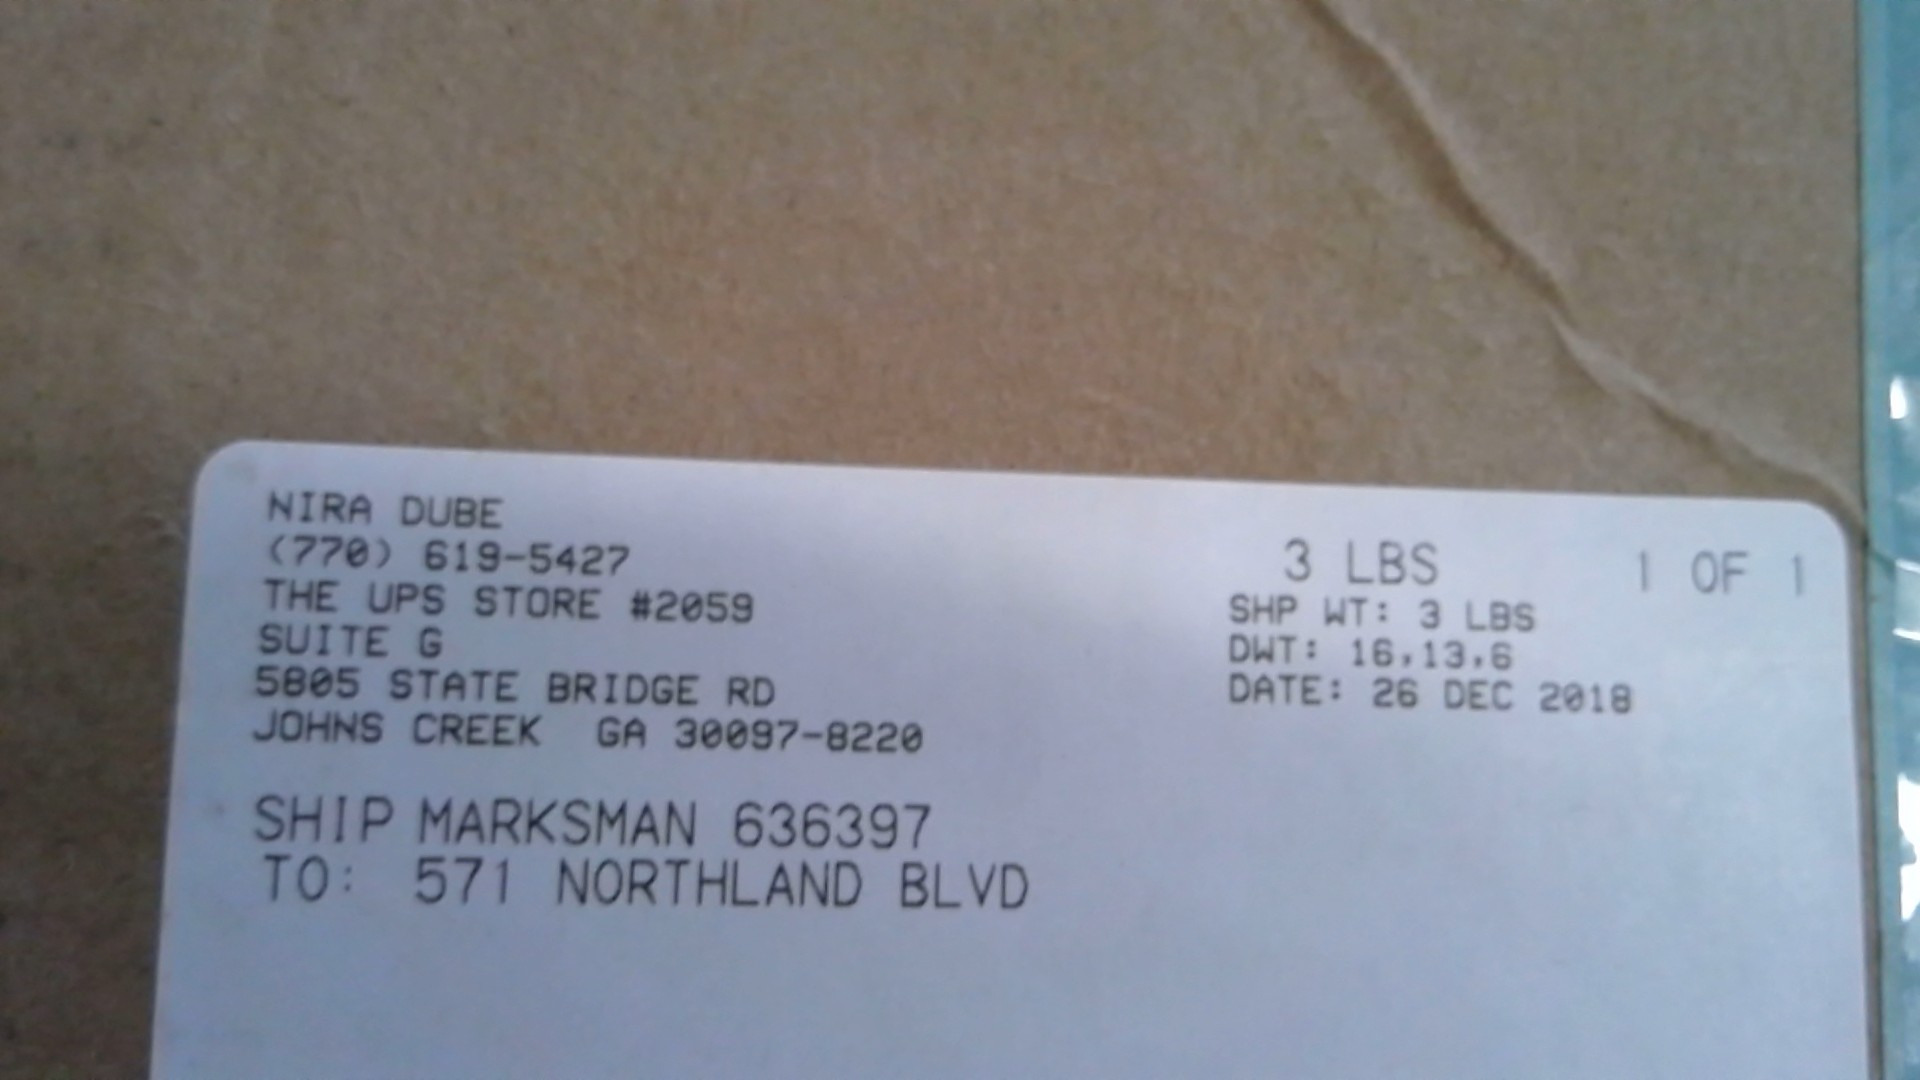 NIRA DUBE
(770) 619-5427
THE UPS STORE #2059
SUITE G
5805 STATE BRIDGE RD
JOHNS CREEK GA 30097-8220
3 LBS 1 OF 1
SHP WT: 3 LBS
DWT: 16,13,6
DATE: 26 DEC 2018
SHIP MARKSMAN 636397
TO: 571 NORTHLAND BLVD